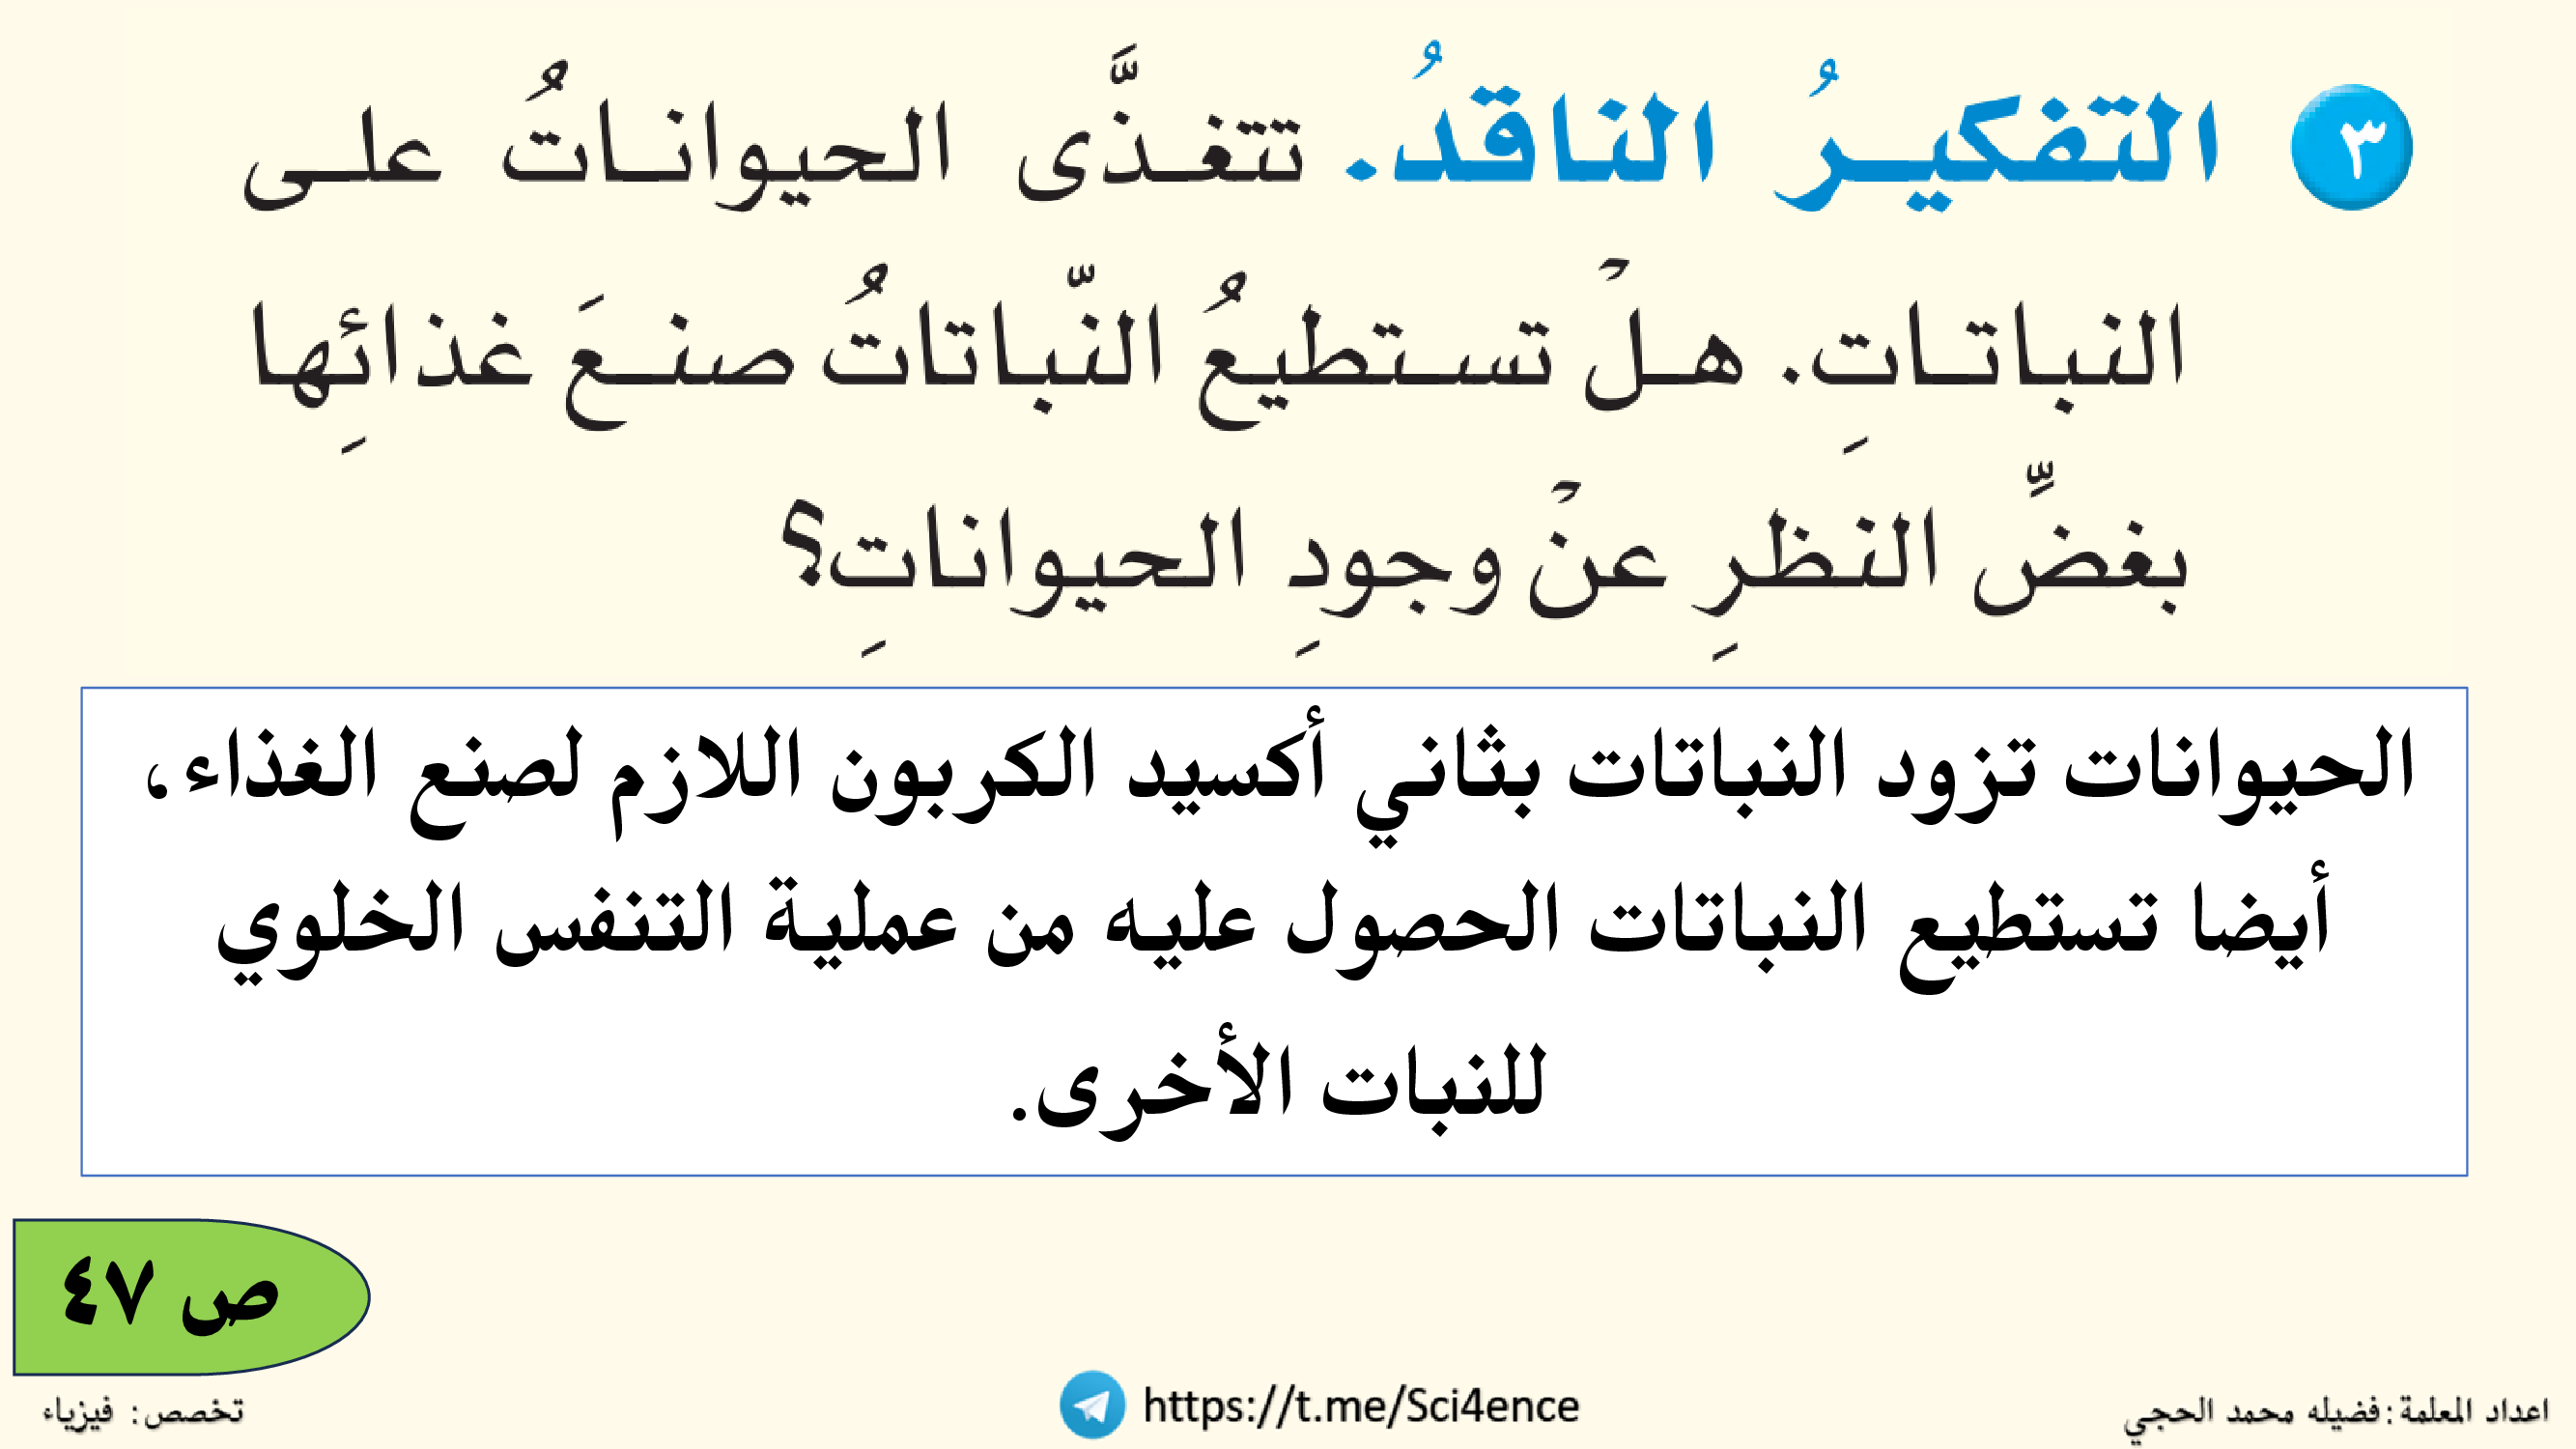 ٣ التفكيرُ الناقدُ. تتغذَّى الحيواناتُ على
النباتاتِ. هلْ تستطيعُ النّباتاتُ صنعَ غذائِها
بغضِّ النظرِ عنْ وجودِ الحيواناتِ؟
الحيوانات تزود النباتات بثاني أكسيد الكربون اللازم لصنع الغذاء،
أيضا تستطيع النباتات الحصول عليه من عملية التنفس الخلوي
للنبات الأخرى.
ص ٤٧
اعداد المعلمة:فضيله محمد الحجي
https://t.me/Sci4ence
تخصص: فيزياء